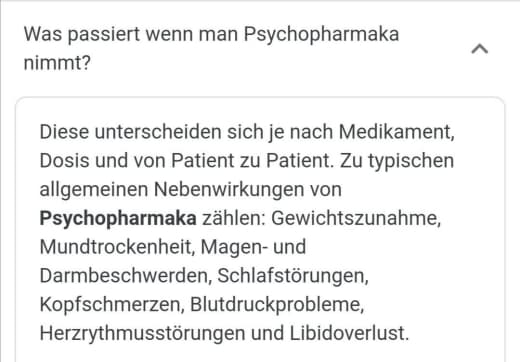 Was passiert wenn man Psychopharmaka
nimmt?
Diese unterscheiden sich je nach Medikament,
Dosis und von Patient zu Patient. Zu typischen
allgemeinen Nebenwirkungen von
Psychopharmaka zählen: Gewichtszunahme,
Mundtrockenheit, Magen- und
Darmbeschwerden, Schlafstörungen,
Kopfschmerzen, Blutdruckprobleme,
Herzrythmusstörungen und Libidoverlust.